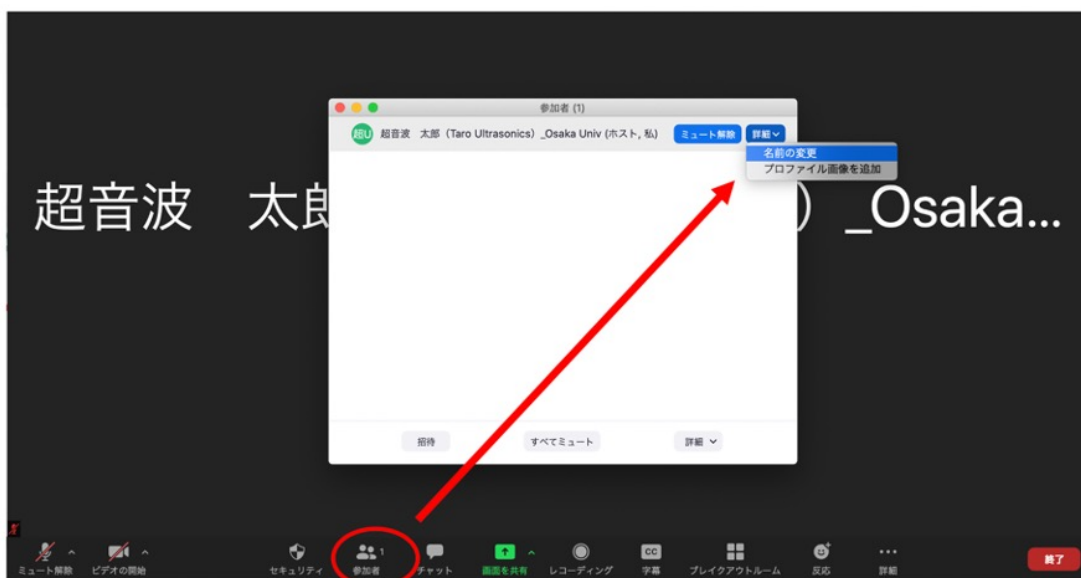 参加者 (1)
超U 超音波 太郎（Taro Ultrasonics）_Osaka Univ (ホスト, 私) ミュート解除 詳細
名前の変更
プロファイル画像を追加
超音波 太郎 ）_Osaka...
招待 すべてミュート 詳細
1 CC
ミュート解除 ビデオの開始 セキュリティ 参加者 チャット 画面を共有 レコーディング 字幕 ブレイクアウトルーム 反応 詳細 終了